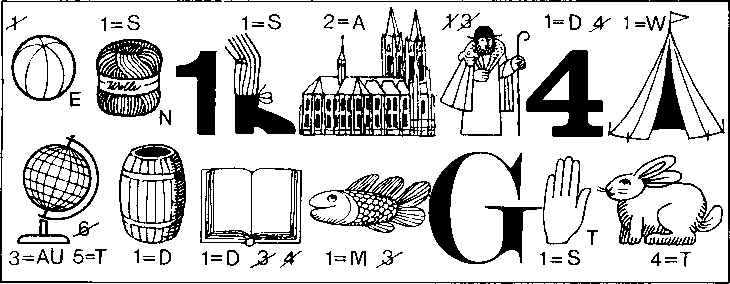 1 1=S 1=S 2=A 1 3 1=D 4 1=W
E Wolle N 1 4
G T
6
3=AU 5=T 1=D 1=D 3 4 1=M 3 1=S 4=T